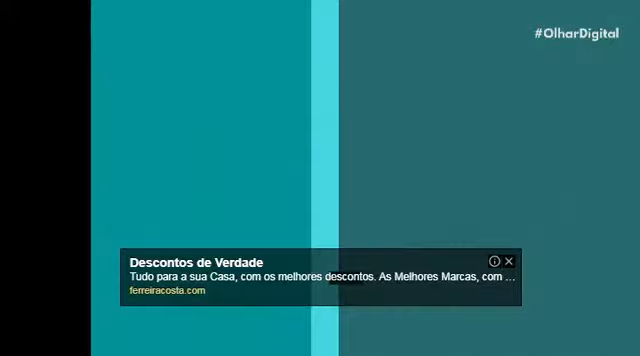 #OlharDigital
Descontos de Verdade
Tudo para a sua Casa, com os melhores descontos. As Melhores Marcas, com ...
ferreiracosta.com